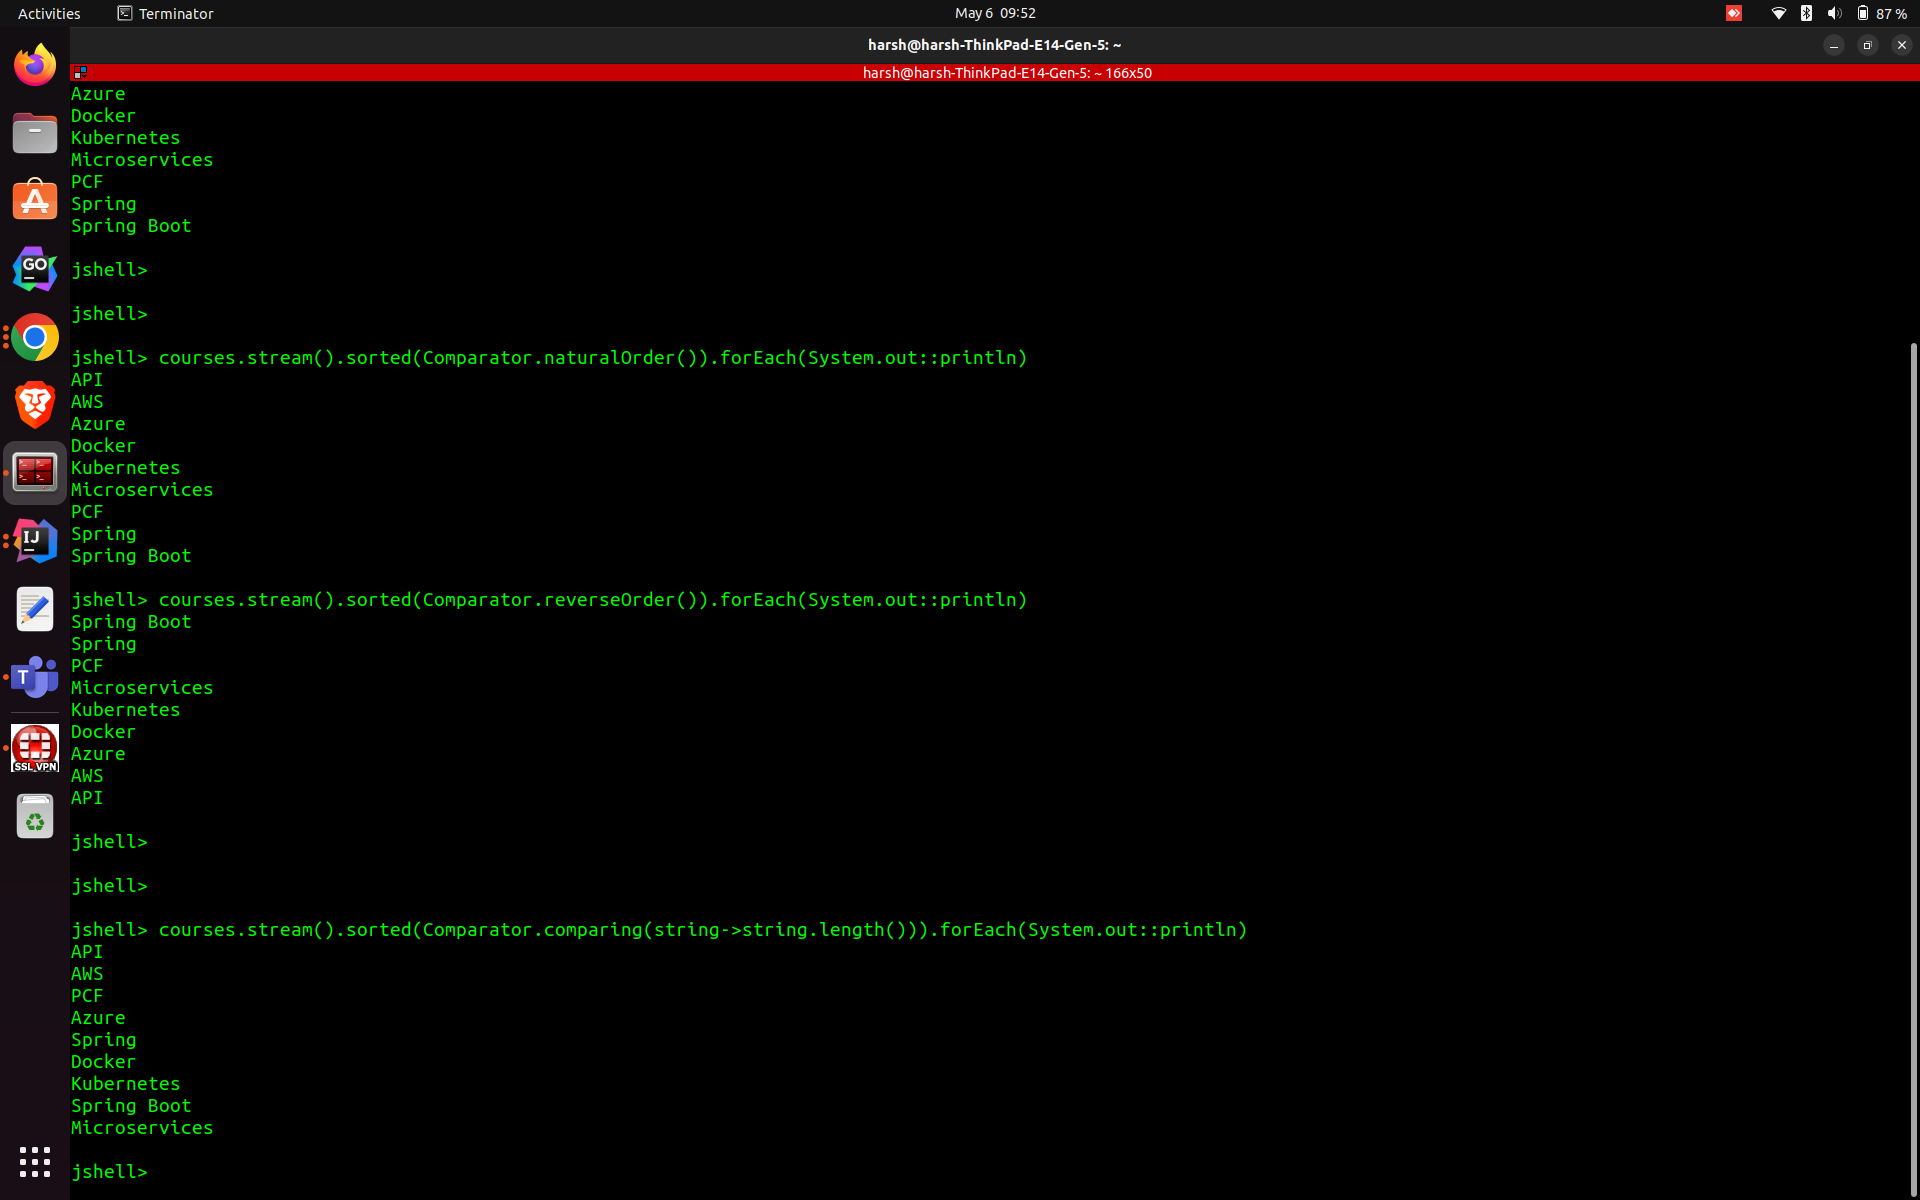 Activities
Terminator
May 6 09:52
87 %
harsh@harsh-ThinkPad-E14-Gen-5: ~
harsh@harsh-ThinkPad-E14-Gen-5: ~ 166x50
Azure
Docker
Kubernetes
Microservices
PCF
Spring
Spring Boot
jshell>
jshell>
jshell> courses.stream().sorted(Comparator.naturalOrder()).forEach(System.out::println)
API
AWS
Azure
Docker
Kubernetes
Microservices
PCF
Spring
Spring Boot
jshell> courses.stream().sorted(Comparator.reverseOrder()).forEach(System.out::println)
Spring Boot
Spring
PCF
Microservices
Kubernetes
Docker
Azure
AWS
API
jshell>
jshell>
jshell> courses.stream().sorted(Comparator.comparing(string->string.length())).forEach(System.out::println)
API
AWS
PCF
Azure
Spring
Docker
Kubernetes
Spring Boot
Microservices
jshell>
GO
IJ
T
SSL VPN